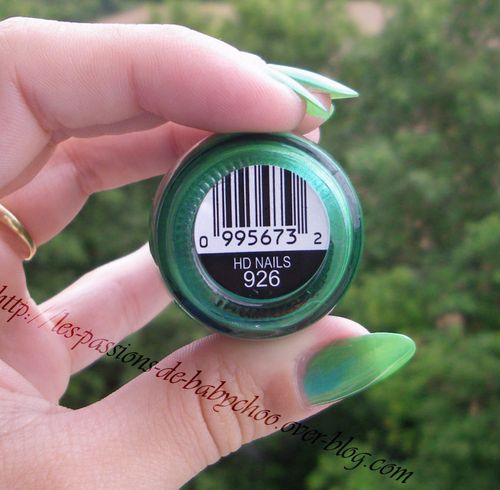 0 995673 2
HD NAILS
926
http://les-passions-de-babychoo.over-blog.com